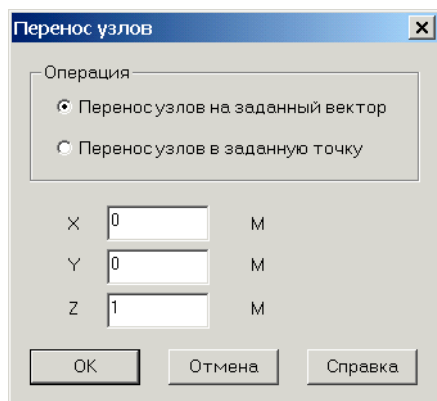 Перенос узлов
Операция
Перенос узлов на заданный вектор
Перенос узлов в заданную точку
X 0 М
Y 0 М
Z 1 М
OK Отмена Справка